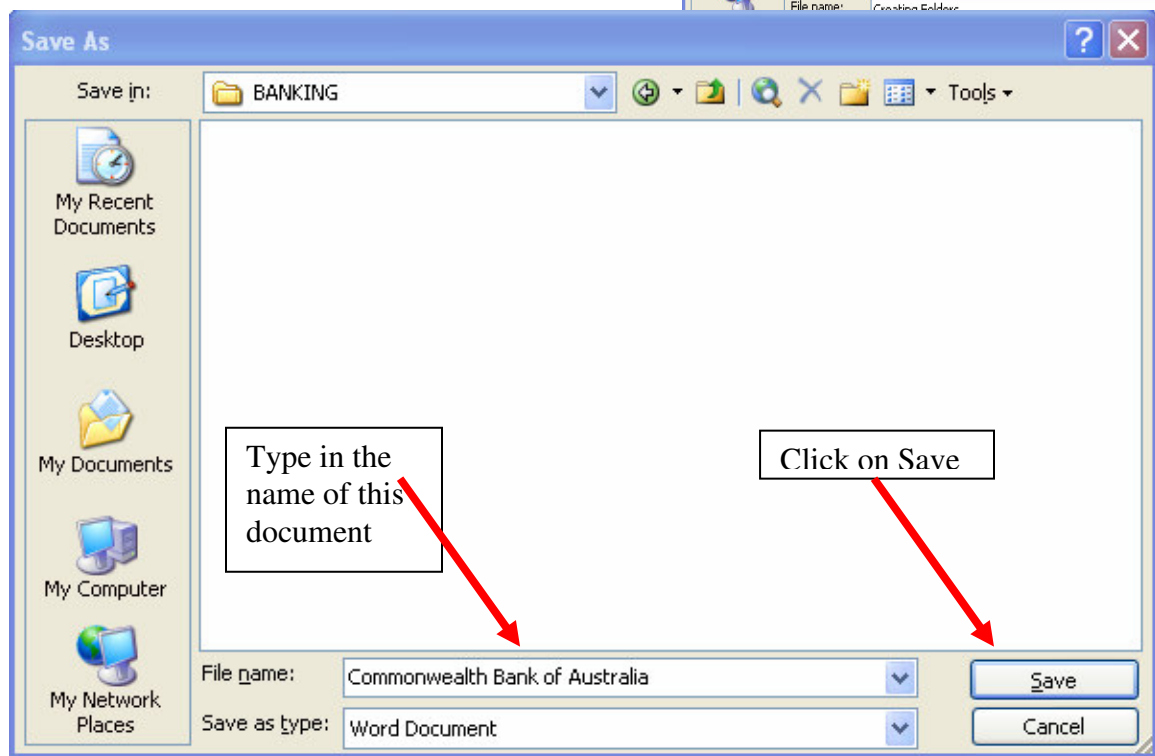 File name: Creating Folders
Save As
Save in: BANKING Tools
My Recent
Documents
Desktop
My Documents
My Computer
My Network
Places
Type in the
name of this
document
Click on Save
File name: Commonwealth Bank of Australia Save
Save as type: Word Document Cancel